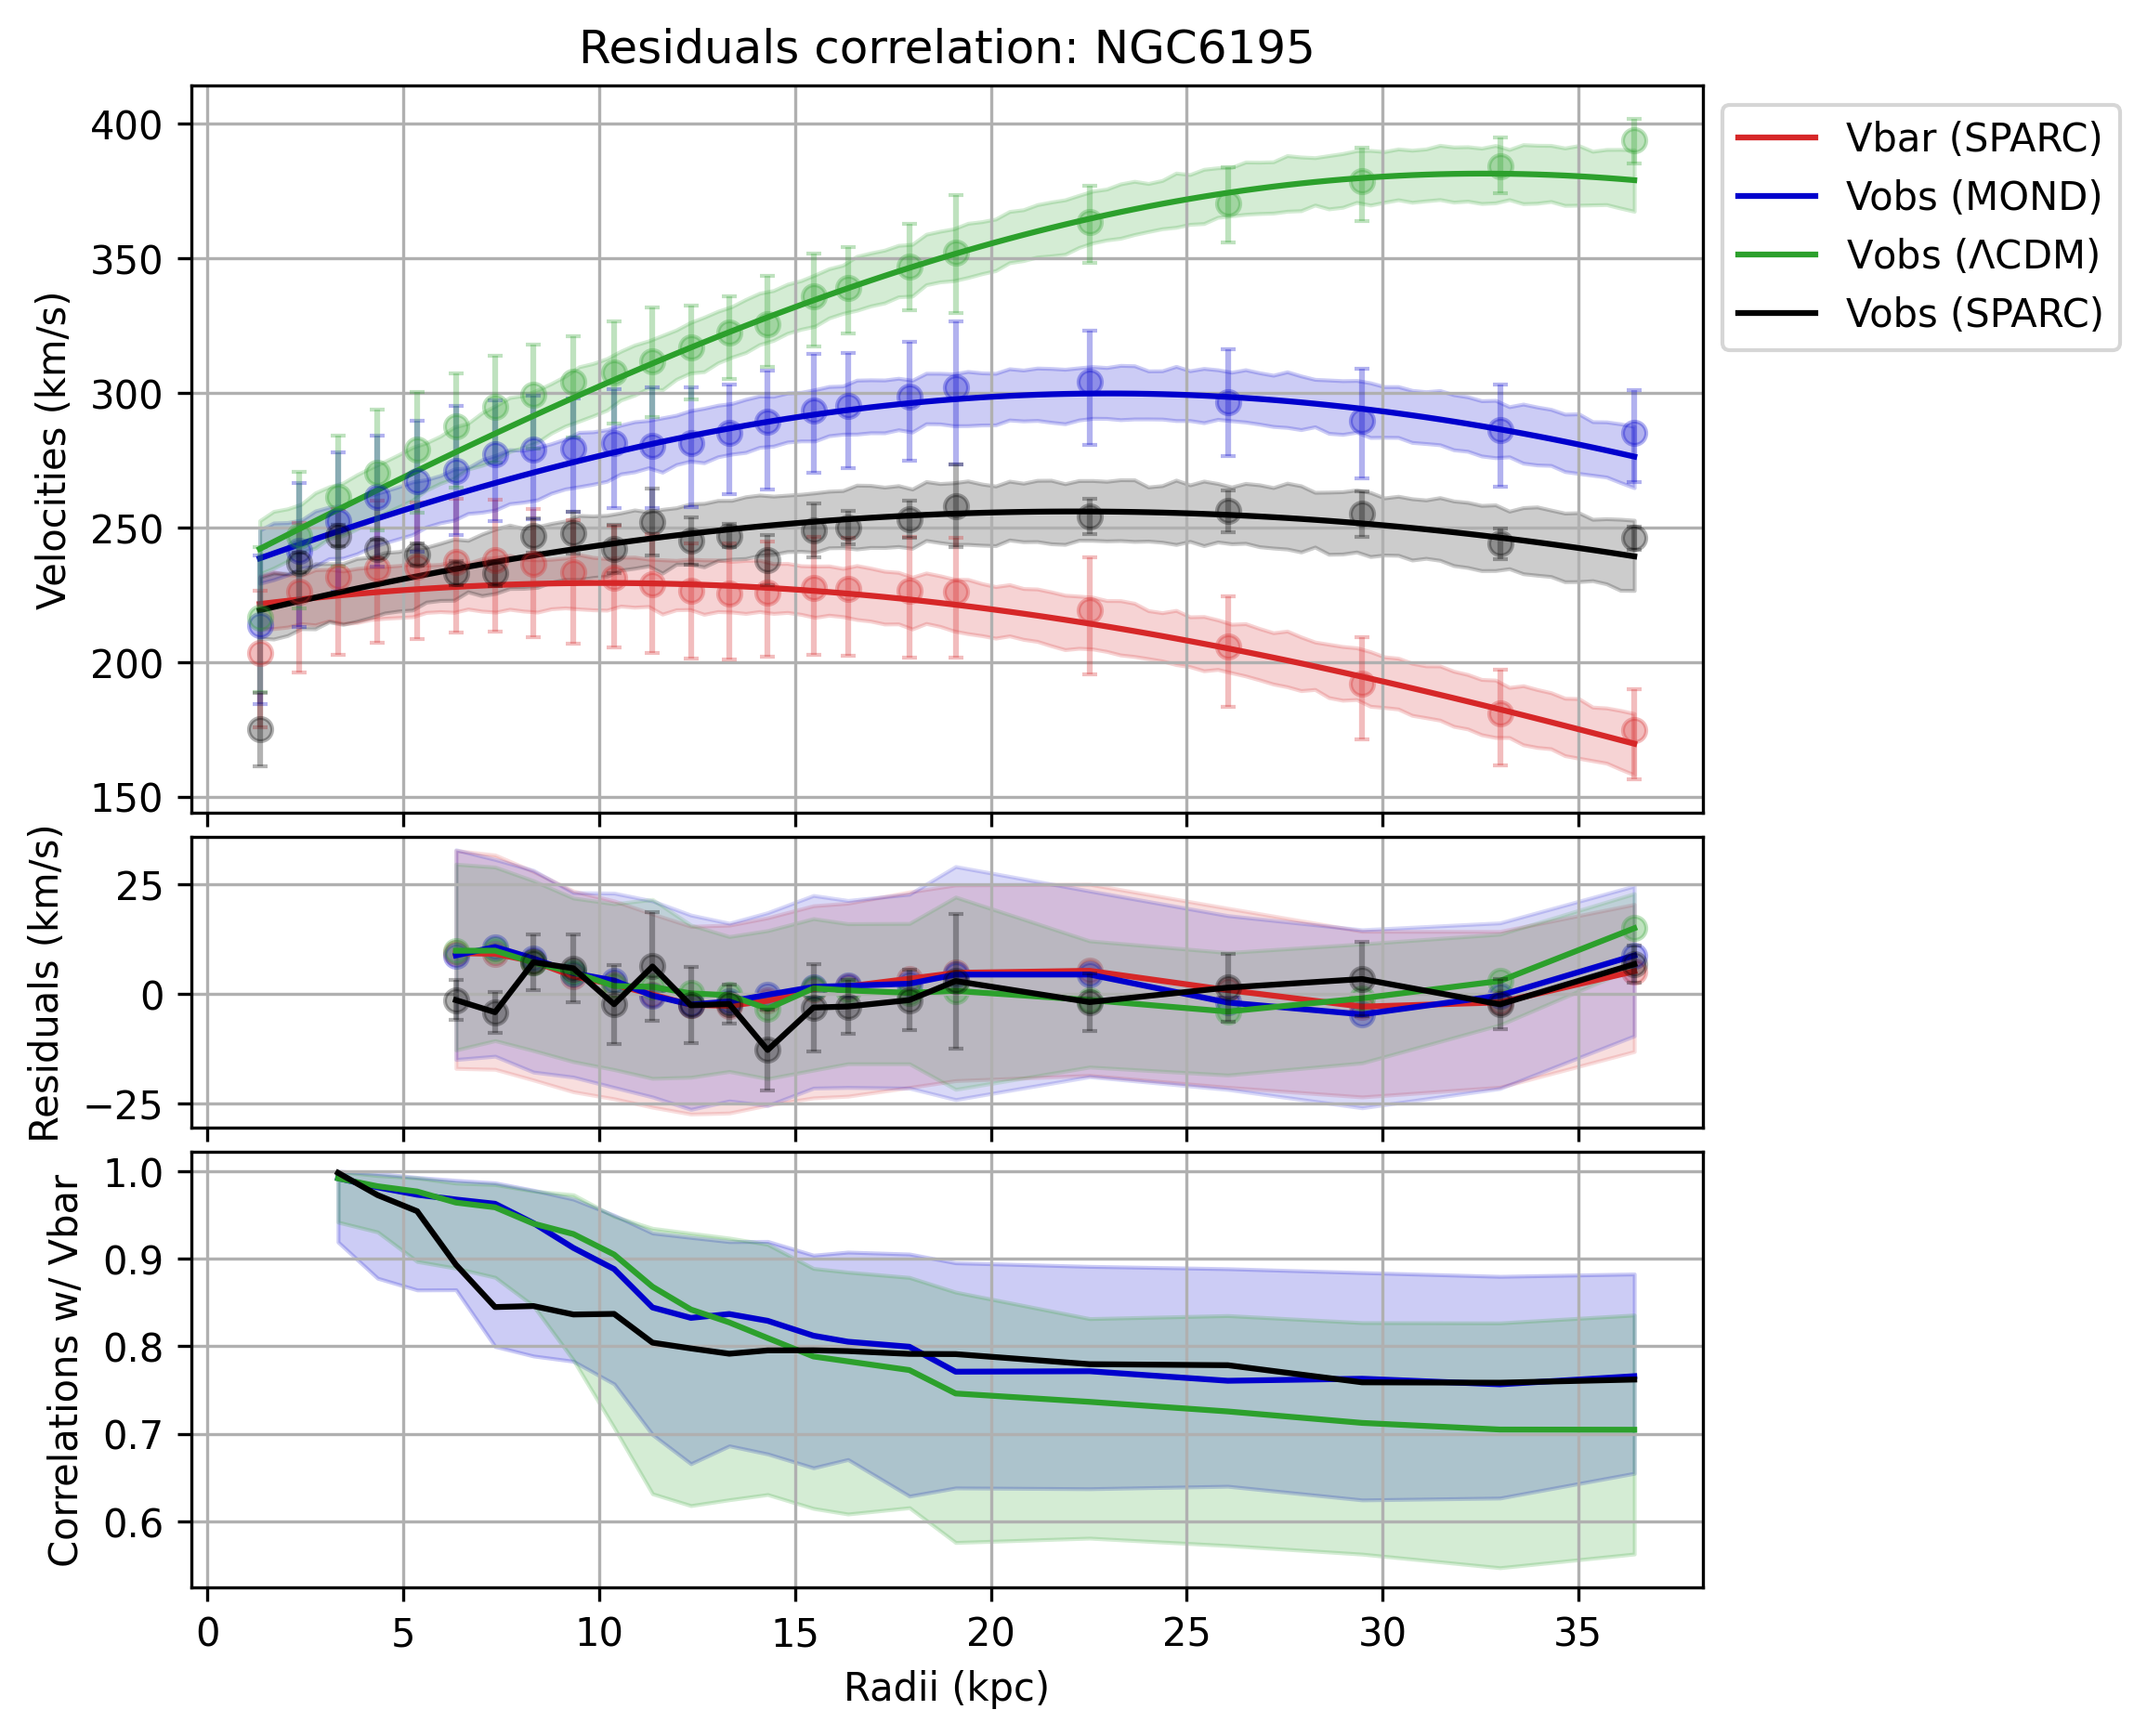 Residuals correlation: NGC6195
Velocities (km/s)
400
350
300
250
200
150
Vbar (SPARC)
Vobs (MOND)
Vobs (ΛCDM)
Vobs (SPARC)
Residuals (km/s)
25
0
−25
Correlations w/ Vbar
1.0
0.9
0.8
0.7
0.6
0 5 10 15 20 25 30 35
Radii (kpc)